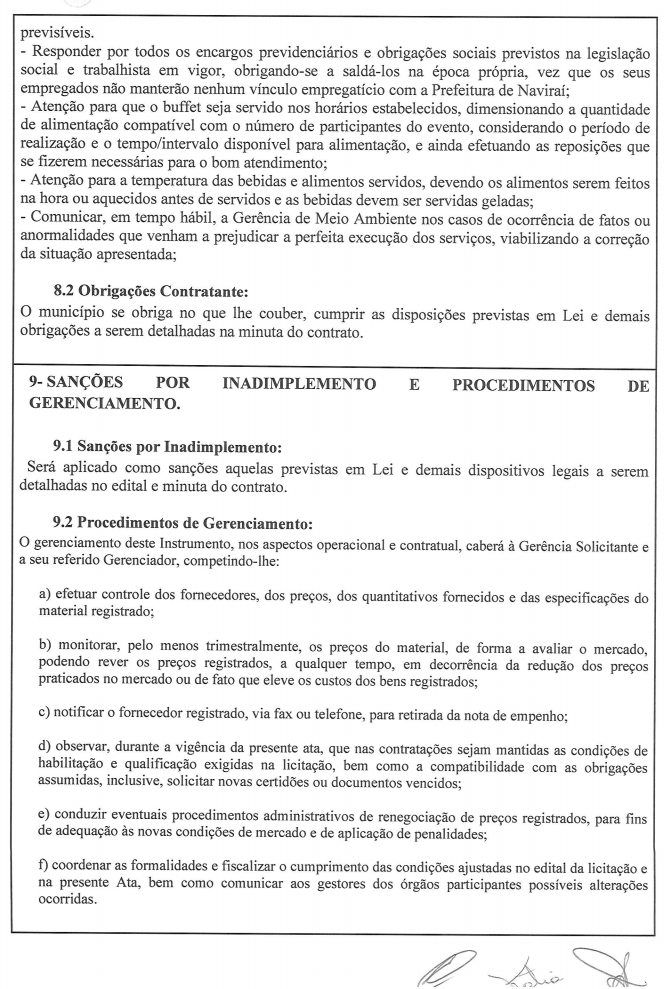 previsíveis.
- Responder por todos os encargos previdenciários e obrigações sociais previstos na legislação
social e trabalhista em vigor, obrigando-se a saldá-los na época própria, vez que os seus
empregados não manterão nenhum vínculo empregatício com a Prefeitura de Naviraí;
- Atenção para que o buffet seja servido nos horários estabelecidos, dimensionando a quantidade
de alimentação compatível com o número de participantes do evento, considerando o período de
realização e o tempo/intervalo disponível para alimentação, e ainda efetuando as reposições que
se fizerem necessárias para o bom atendimento;
- Atenção para a temperatura das bebidas e alimentos servidos, devendo os alimentos serem feitos
na hora ou aquecidos antes de servidos e as bebidas devem ser servidas geladas;
- Comunicar, em tempo hábil, a Gerência de Meio Ambiente nos casos de ocorrência de fatos ou
anormalidades que venham a prejudicar a perfeita execução dos serviços, viabilizando a correção
da situação apresentada;
8.2 Obrigações Contratante:
O município se obriga no que lhe couber, cumprir as disposições previstas em Lei e demais
obrigações a serem detalhadas na minuta do contrato.
9- SANÇÕES POR INADIMPLEMENTO E PROCEDIMENTOS DE
GERENCIAMENTO.
9.1 Sanções por Inadimplemento:
Será aplicado como sanções aquelas previstas em Lei e demais dispositivos legais a serem
detalhadas no edital e minuta do contrato.
9.2 Procedimentos de Gerenciamento:
O gerenciamento deste Instrumento, nos aspectos operacional e contratual, caberá à Gerência Solicitante e
a seu referido Gerenciador, competindo-lhe:
a) efetuar controle dos fornecedores, dos preços, dos quantitativos fornecidos e das especificações do
material registrado;
b) monitorar, pelo menos trimestralmente, os preços do material, de forma a avaliar o mercado,
podendo rever os preços registrados, a qualquer tempo, em decorrência da redução dos preços
praticados no mercado ou de fato que eleve os custos dos bens registrados;
c) notificar o fornecedor registrado, via fax ou telefone, para retirada da nota de empenho;
d) observar, durante a vigência da presente ata, que nas contratações sejam mantidas as condições de
habilitação e qualificação exigidas na licitação, bem como a compatibilidade com as obrigações
assumidas, inclusive, solicitar novas certidões ou documentos vencidos;
e) conduzir eventuais procedimentos administrativos de renegociação de preços registrados, para fins
de adequação às novas condições de mercado e de aplicação de penalidades;
f) coordenar as formalidades e fiscalizar o cumprimento das condições ajustadas no edital da licitação e
na presente Ata, bem como comunicar aos gestores dos órgãos participantes possíveis alterações
ocorridas.